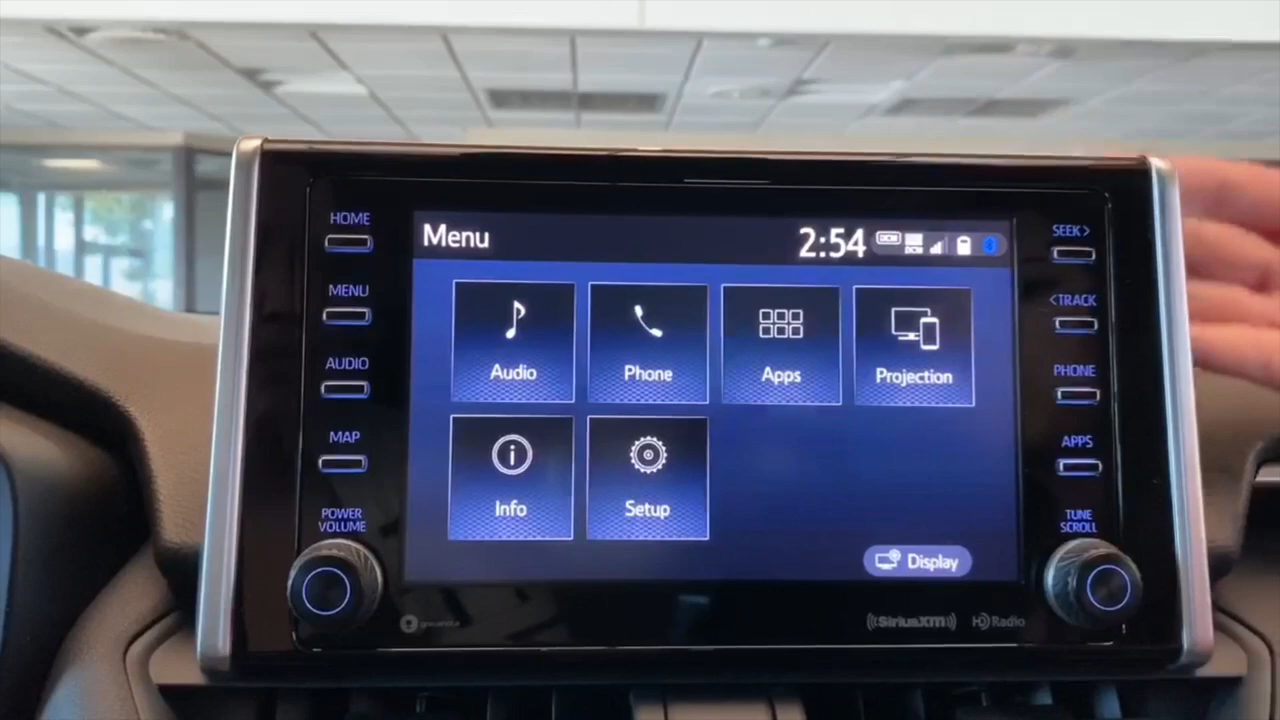 HOME
MENU
AUDIO
MAP
POWER
VOLUME
Menu
2:54
DCM
Audio
Phone
Apps
Projection
Info
Setup
Display
SEEK>
<TRACK
PHONE
APPS
TUNE
SCROLL
((SiriusXM))
HD Radio